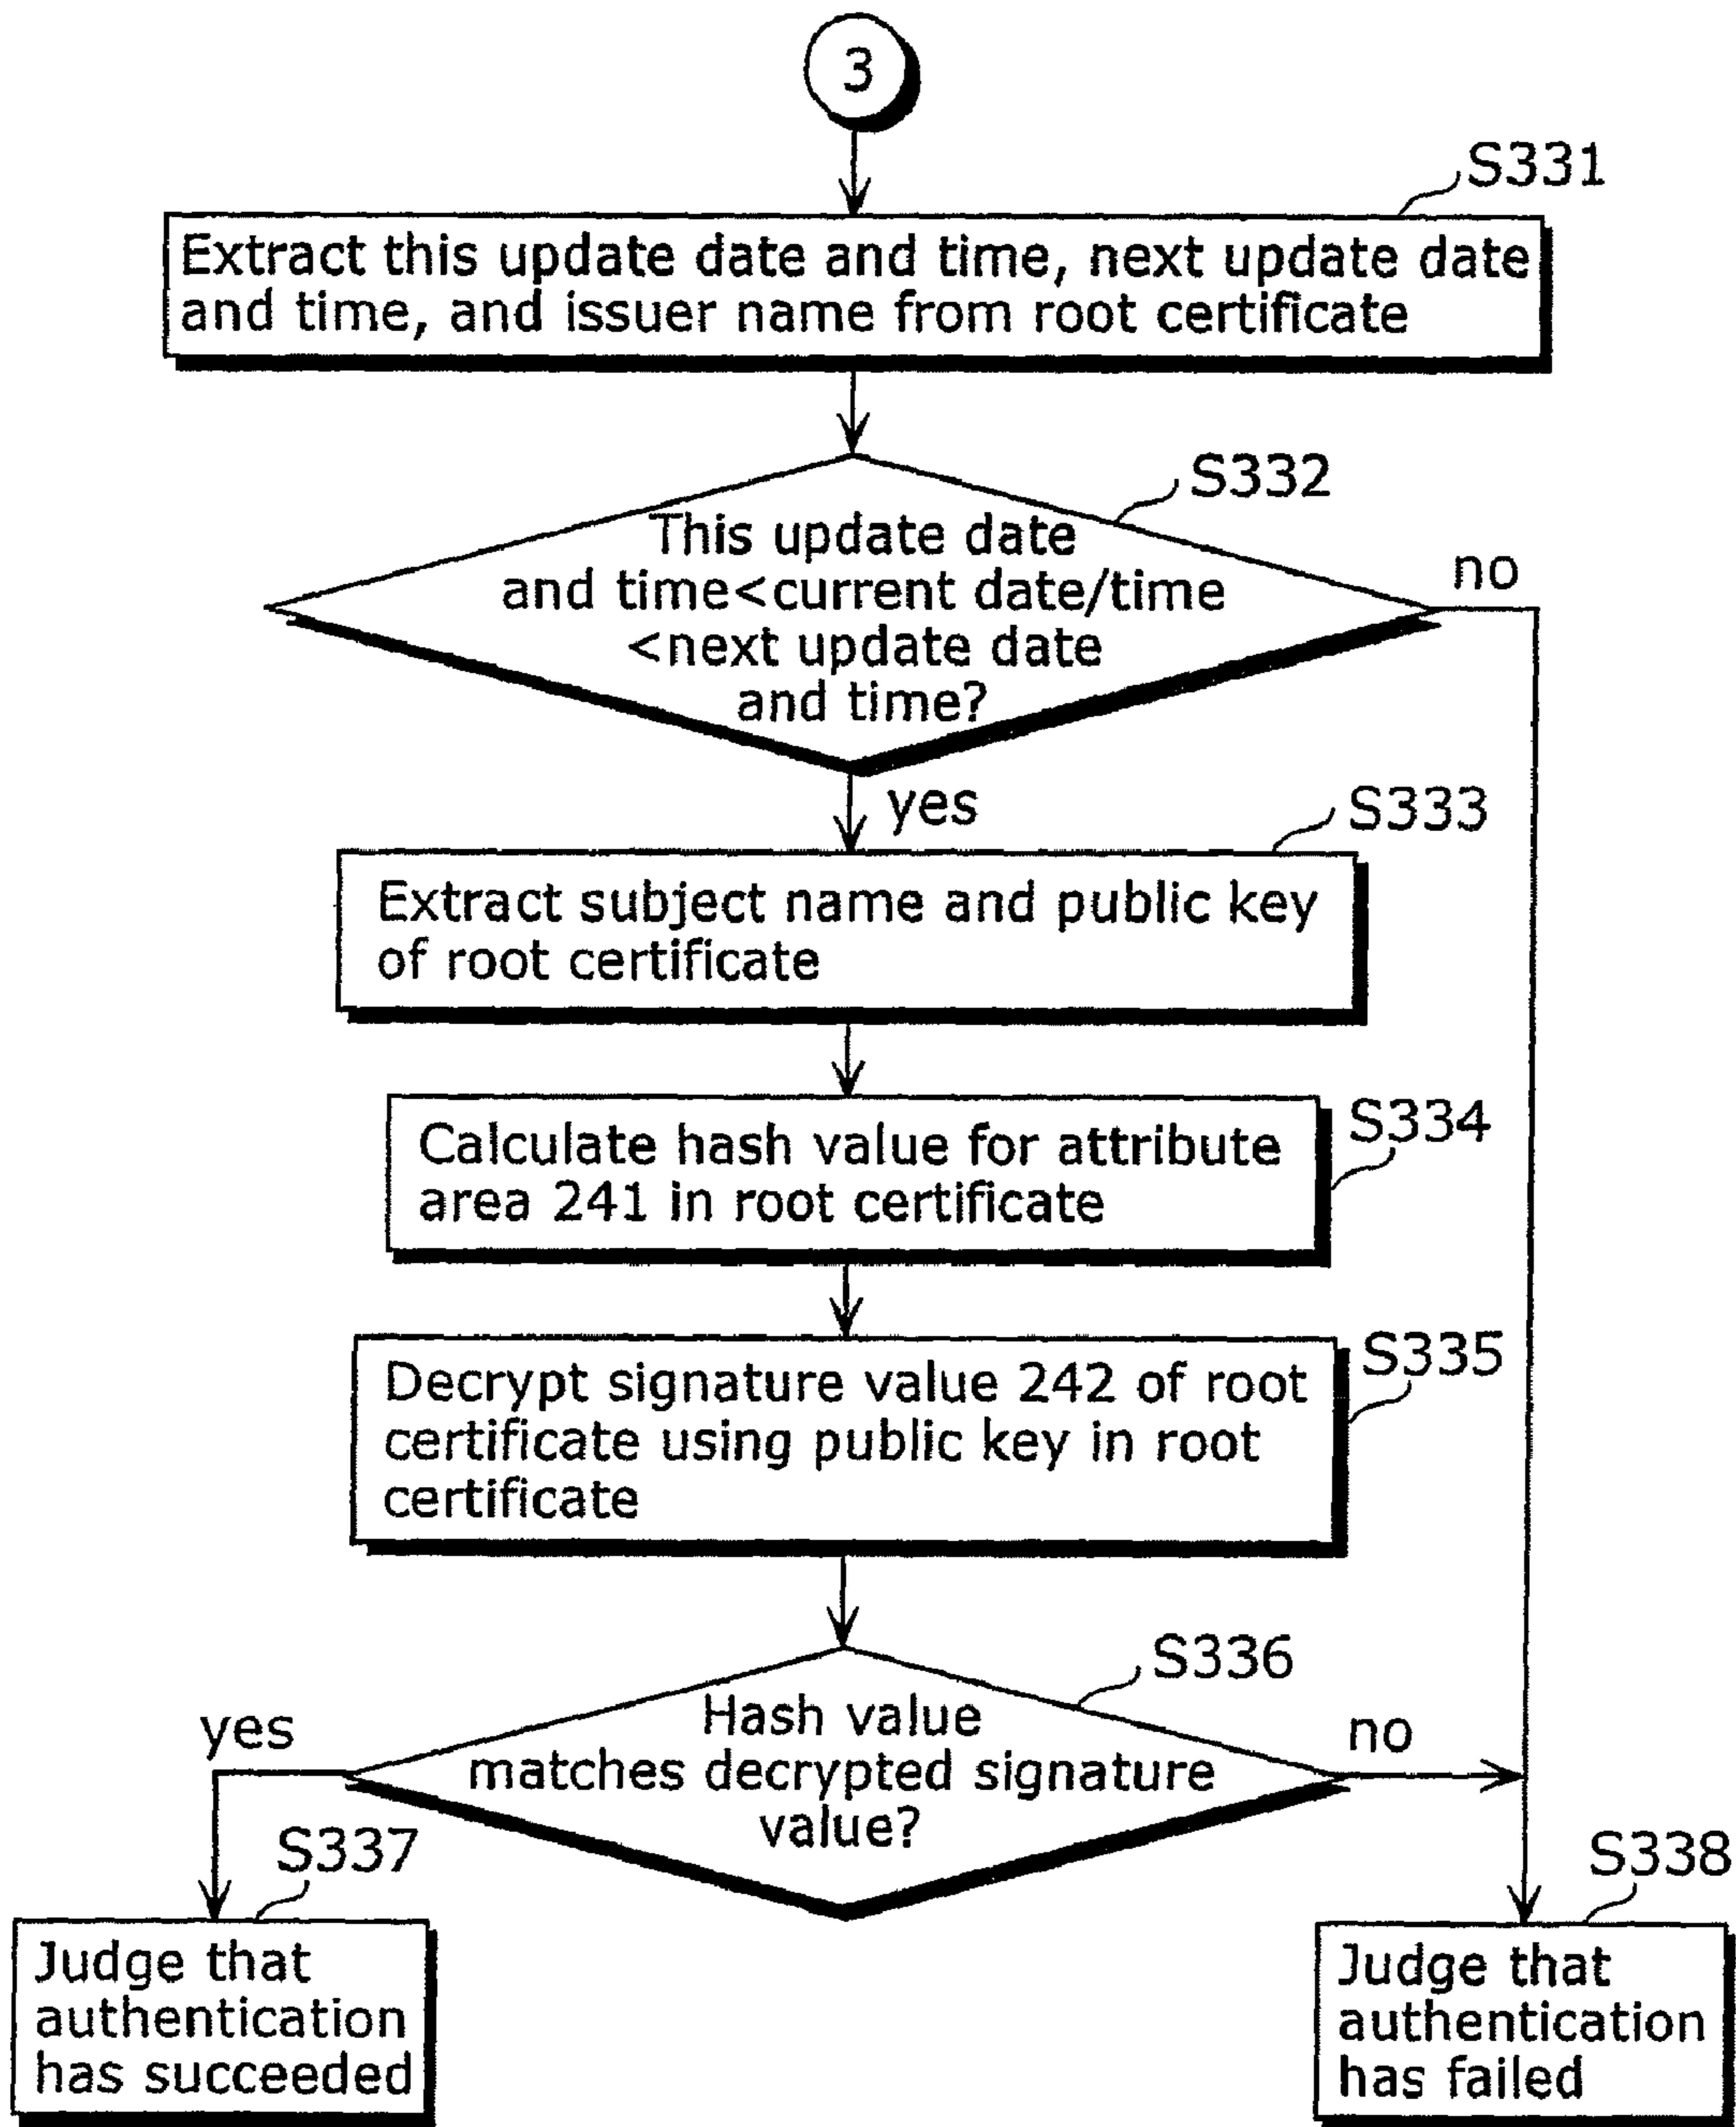 3
S331
Extract this update date and time, next update date
and time, and issuer name from root certificate
S332
This update date
and time<current date/time
<next update date
and time?
no
yes
S333
Extract subject name and public key
of root certificate
S334
Calculate hash value for attribute
area 241 in root certificate
S335
Decrypt signature value 242 of root
certificate using public key in root
certificate
S336
Hash value
matches decrypted signature
value?
yes
no
S337
Judge that
authentication
has succeeded
S338
Judge that
authentication
has failed